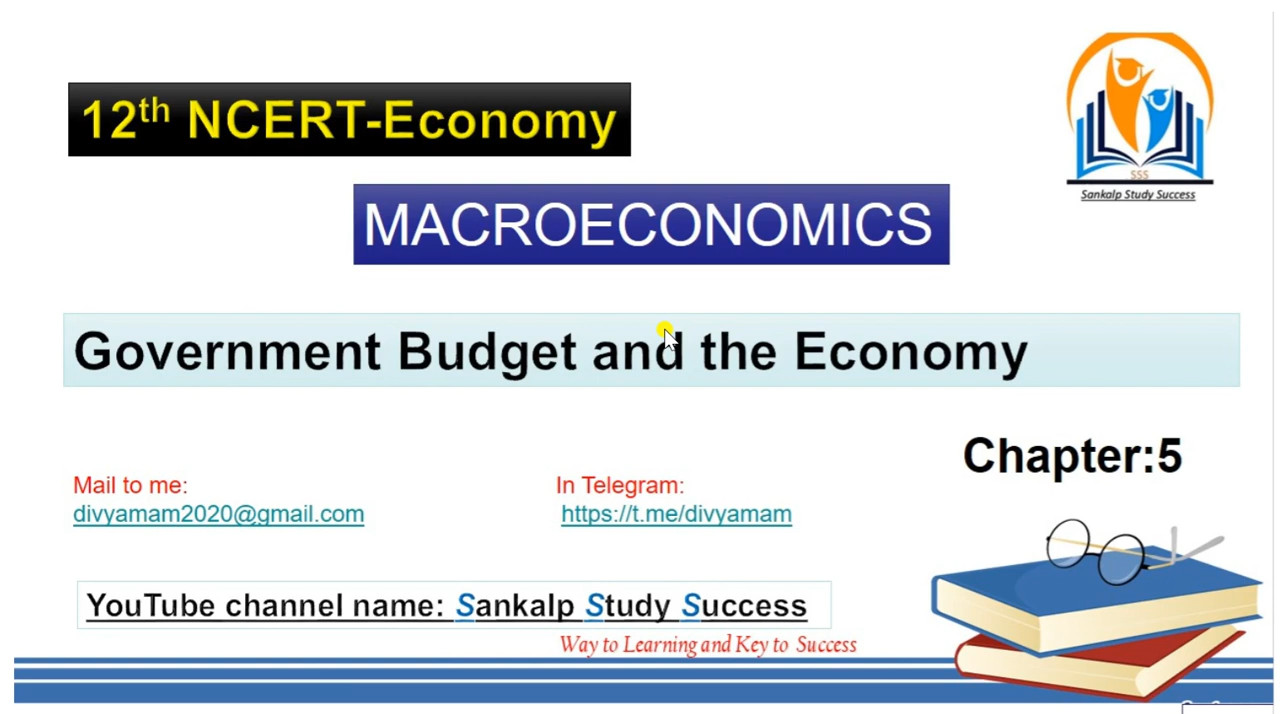 12th NCERT-Economy
SSS
Sankalp Study Success
MACROECONOMICS
Government Budget and the Economy
Chapter:5
Mail to me:
divyamam2020@gmail.com
In Telegram:
https://t.me/divyamam
YouTube channel name: Sankalp Study Success
Way to Learning and Key to Success